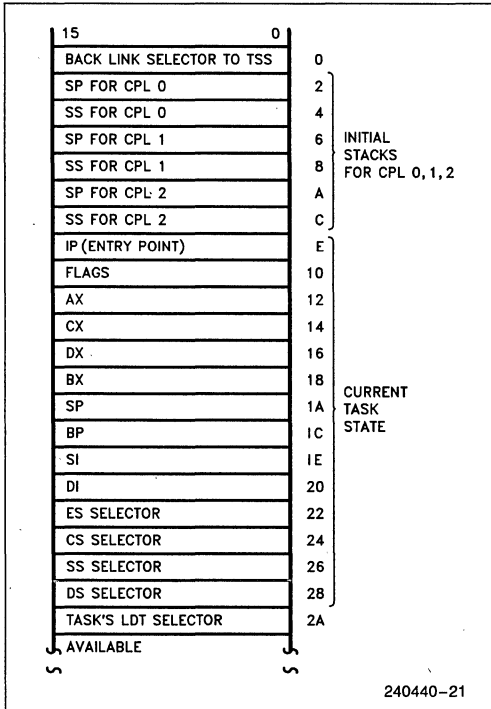 15 0
BACK LINK SELECTOR TO TSS 0
SP FOR CPL 0 2
SS FOR CPL 0 4
SP FOR CPL 1 6
SS FOR CPL 1 8
SP FOR CPL 2 A
SS FOR CPL 2 C
INITIAL
STACKS
FOR CPL 0,1,2
IP (ENTRY POINT) E
FLAGS 10
AX 12
CX 14
DX 16
BX 18
SP 1A
BP 1C
SI 1E
DI 20
ES SELECTOR 22
CS SELECTOR 24
SS SELECTOR 26
DS SELECTOR 28
CURRENT
TASK
STATE
TASK'S LDT SELECTOR 2A
AVAILABLE
240440-21